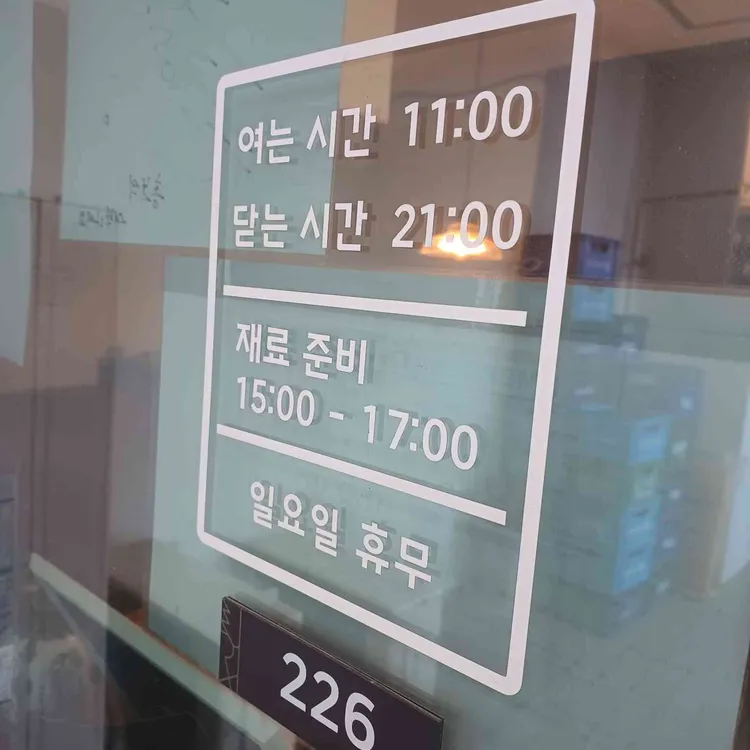 여는 시간 11:00
닫는 시간 21:00
재료 준비
15:00 - 17:00
일요일 휴무
226